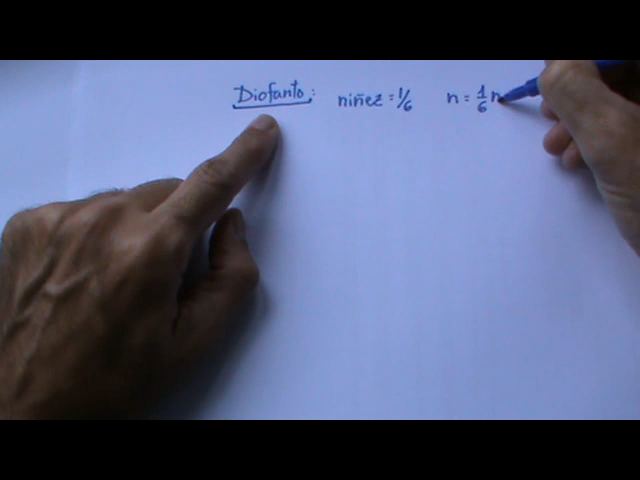 Diofanto: niñez = 1/6 n = 1/6 n